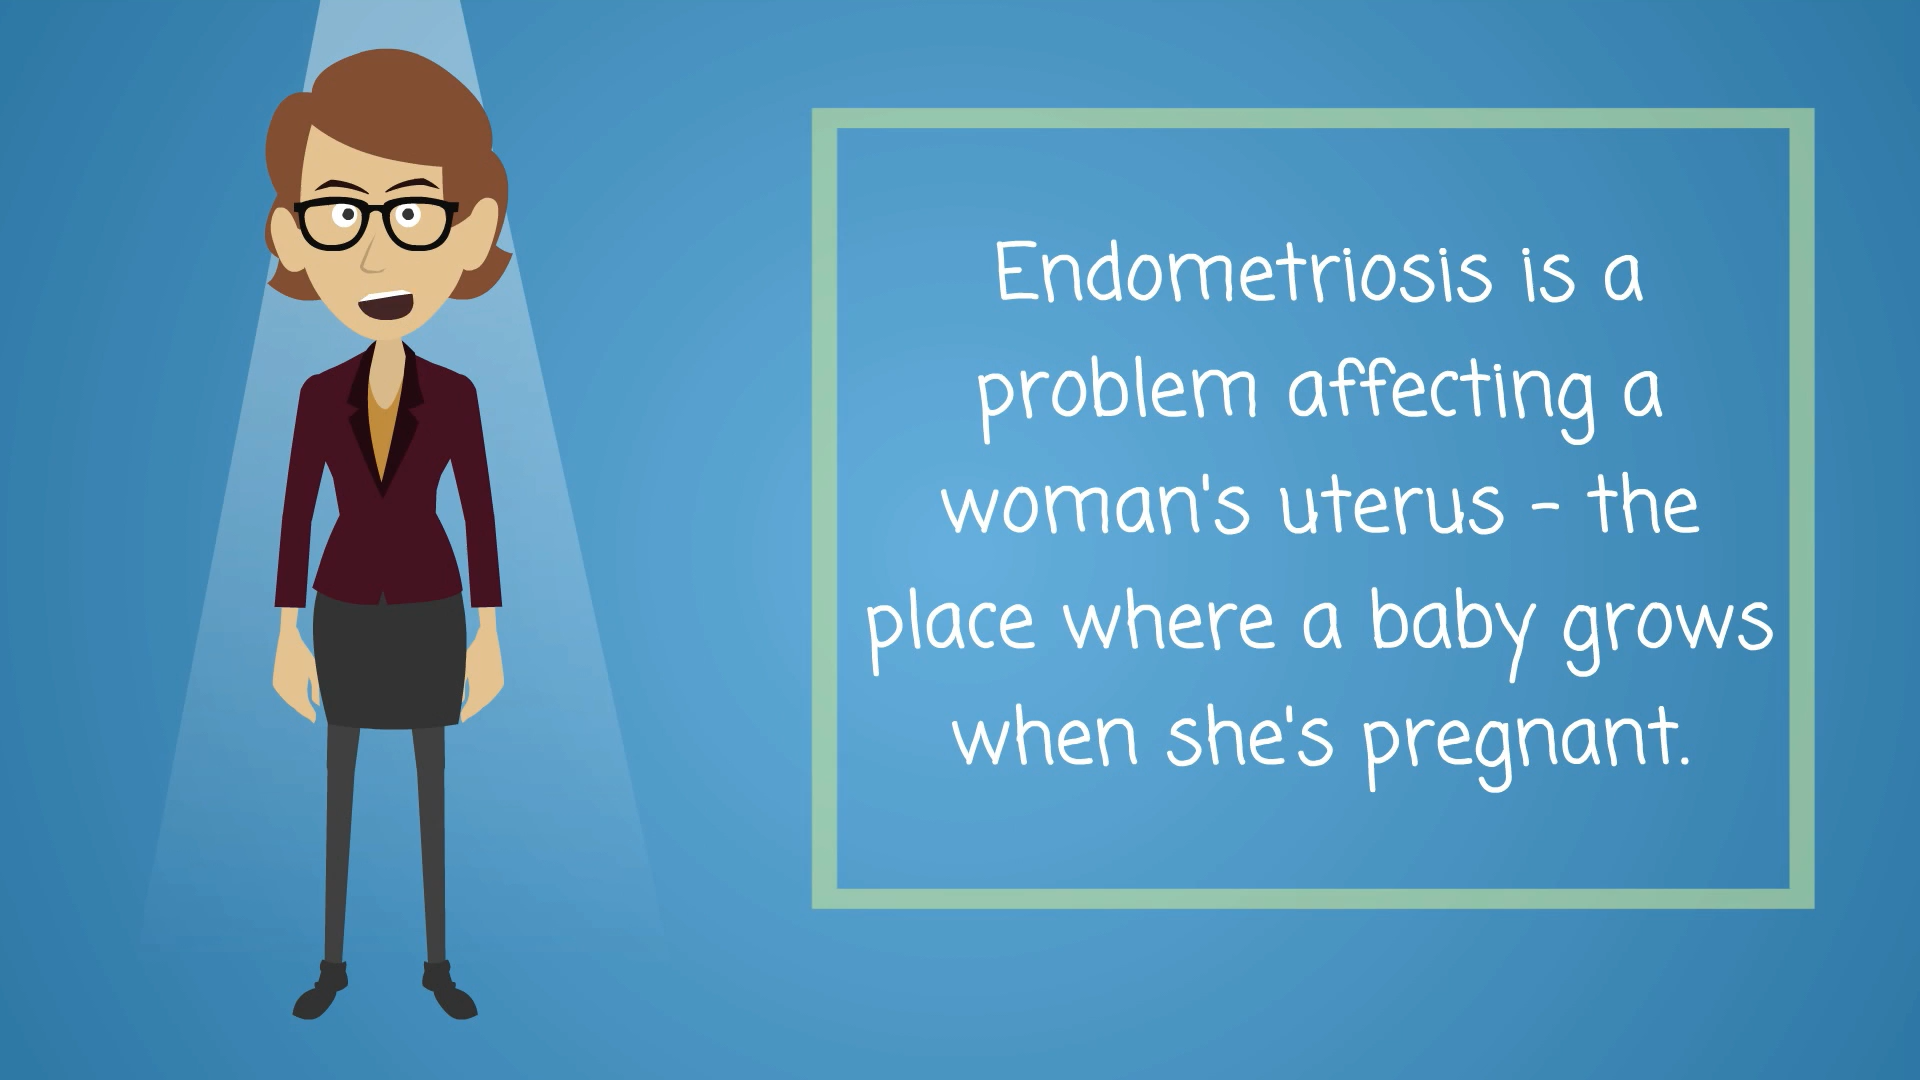 Endometriosis is a
problem affecting a
woman's uterus - the
place where a baby grows
when she's pregnant.